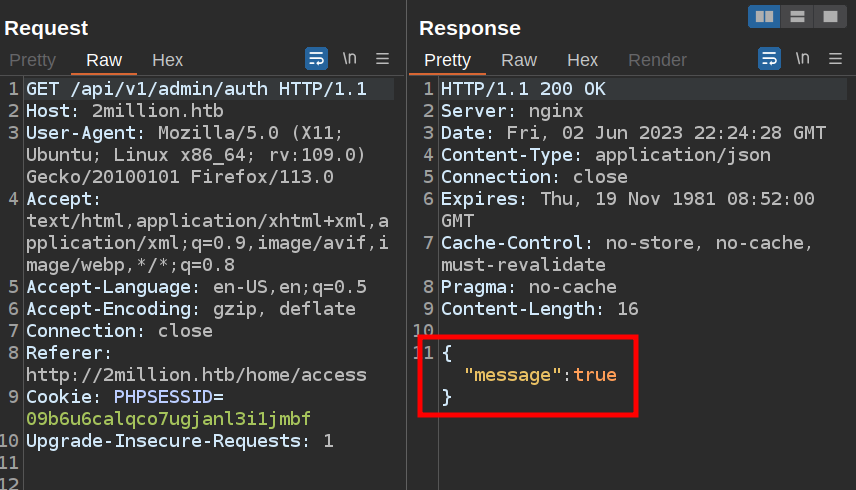 Request
Pretty Raw Hex \n
1 GET /api/v1/admin/auth HTTP/1.1
2 Host: 2million.htb
3 User-Agent: Mozilla/5.0 (X11;
Ubuntu; Linux x86_64; rv:109.0)
Gecko/20100101 Firefox/113.0
4 Accept:
text/html,application/xhtml+xml,a
pplication/xml;q=0.9,image/avif,i
mage/webp,*/*;q=0.8
5 Accept-Language: en-US,en;q=0.5
6 Accept-Encoding: gzip, deflate
7 Connection: close
8 Referer:
http://2million.htb/home/access
9 Cookie: PHPSESSID=
09b6u6calqco7ugjanl3i1jmbf
10 Upgrade-Insecure-Requests: 1
11
12
Response
Pretty Raw Hex Render \n
1 HTTP/1.1 200 OK
2 Server: nginx
3 Date: Fri, 02 Jun 2023 22:24:28 GMT
4 Content-Type: application/json
5 Connection: close
6 Expires: Thu, 19 Nov 1981 08:52:00
GMT
7 Cache-Control: no-store, no-cache,
must-revalidate
8 Pragma: no-cache
9 Content-Length: 16
10
11 {
"message":true
}